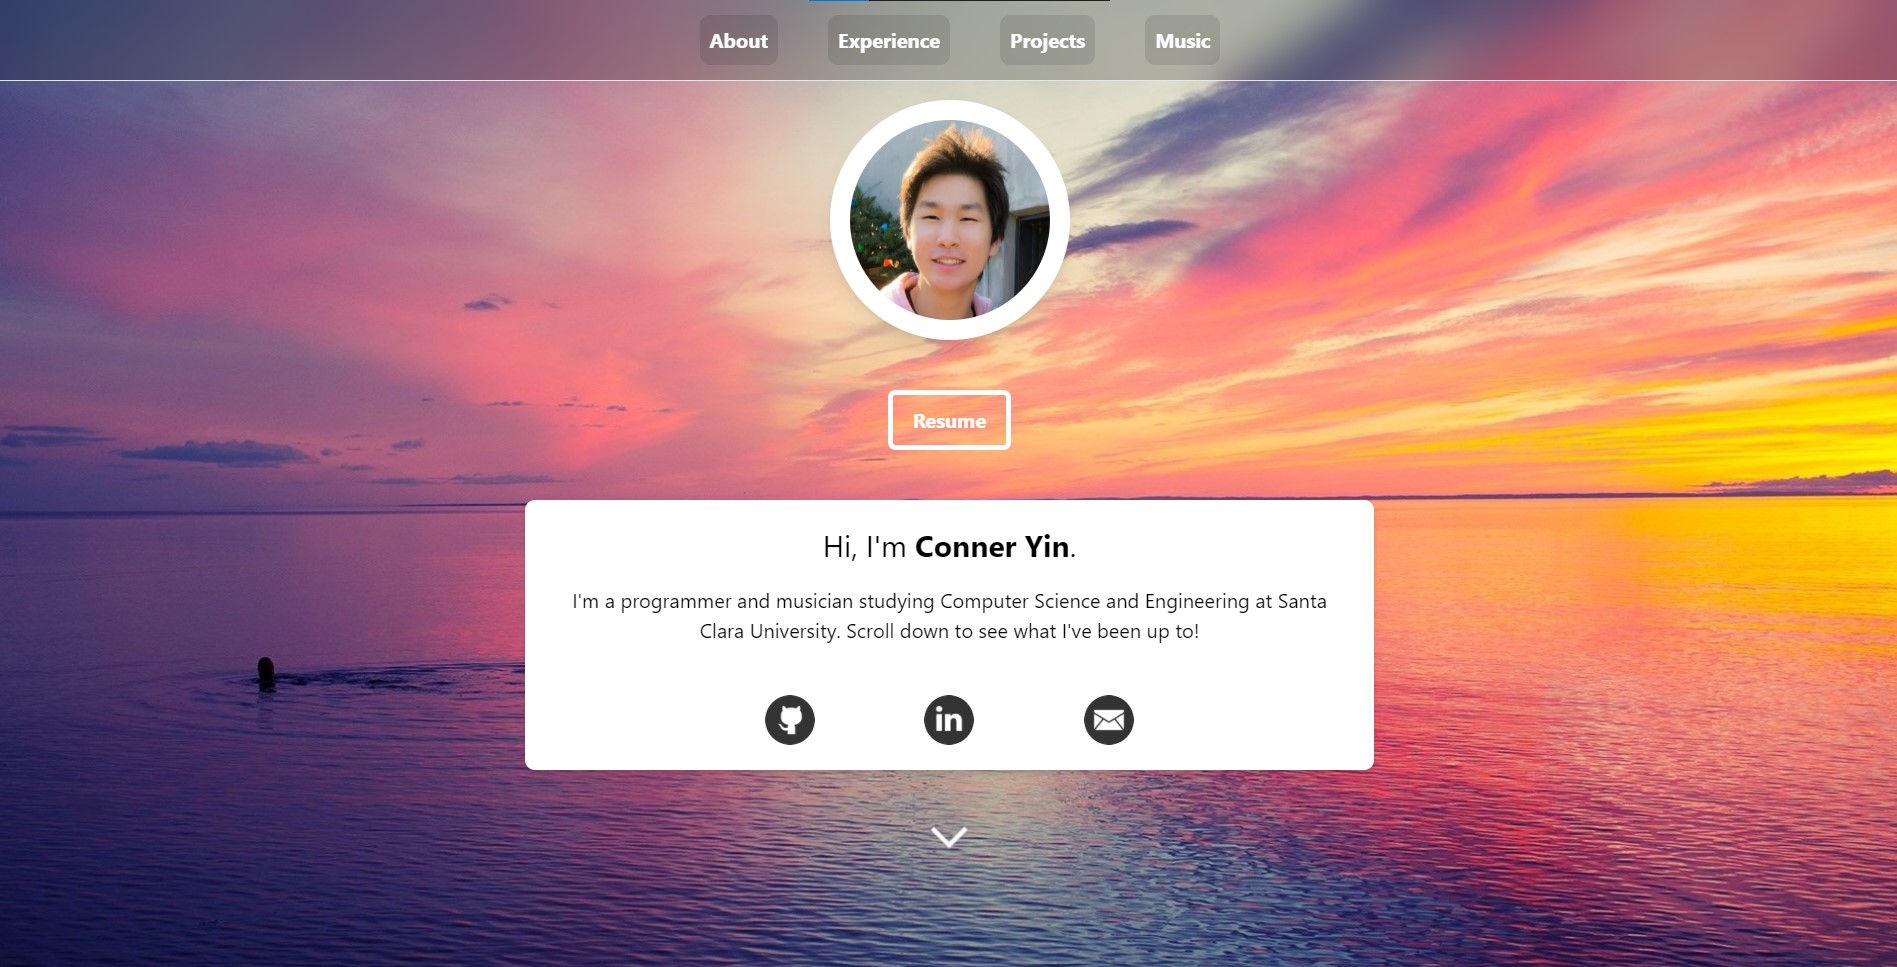 About Experience Projects Music
Resume
Hi, I'm Conner Yin.
I'm a programmer and musician studying Computer Science and Engineering at Santa
Clara University. Scroll down to see what I've been up to!
in